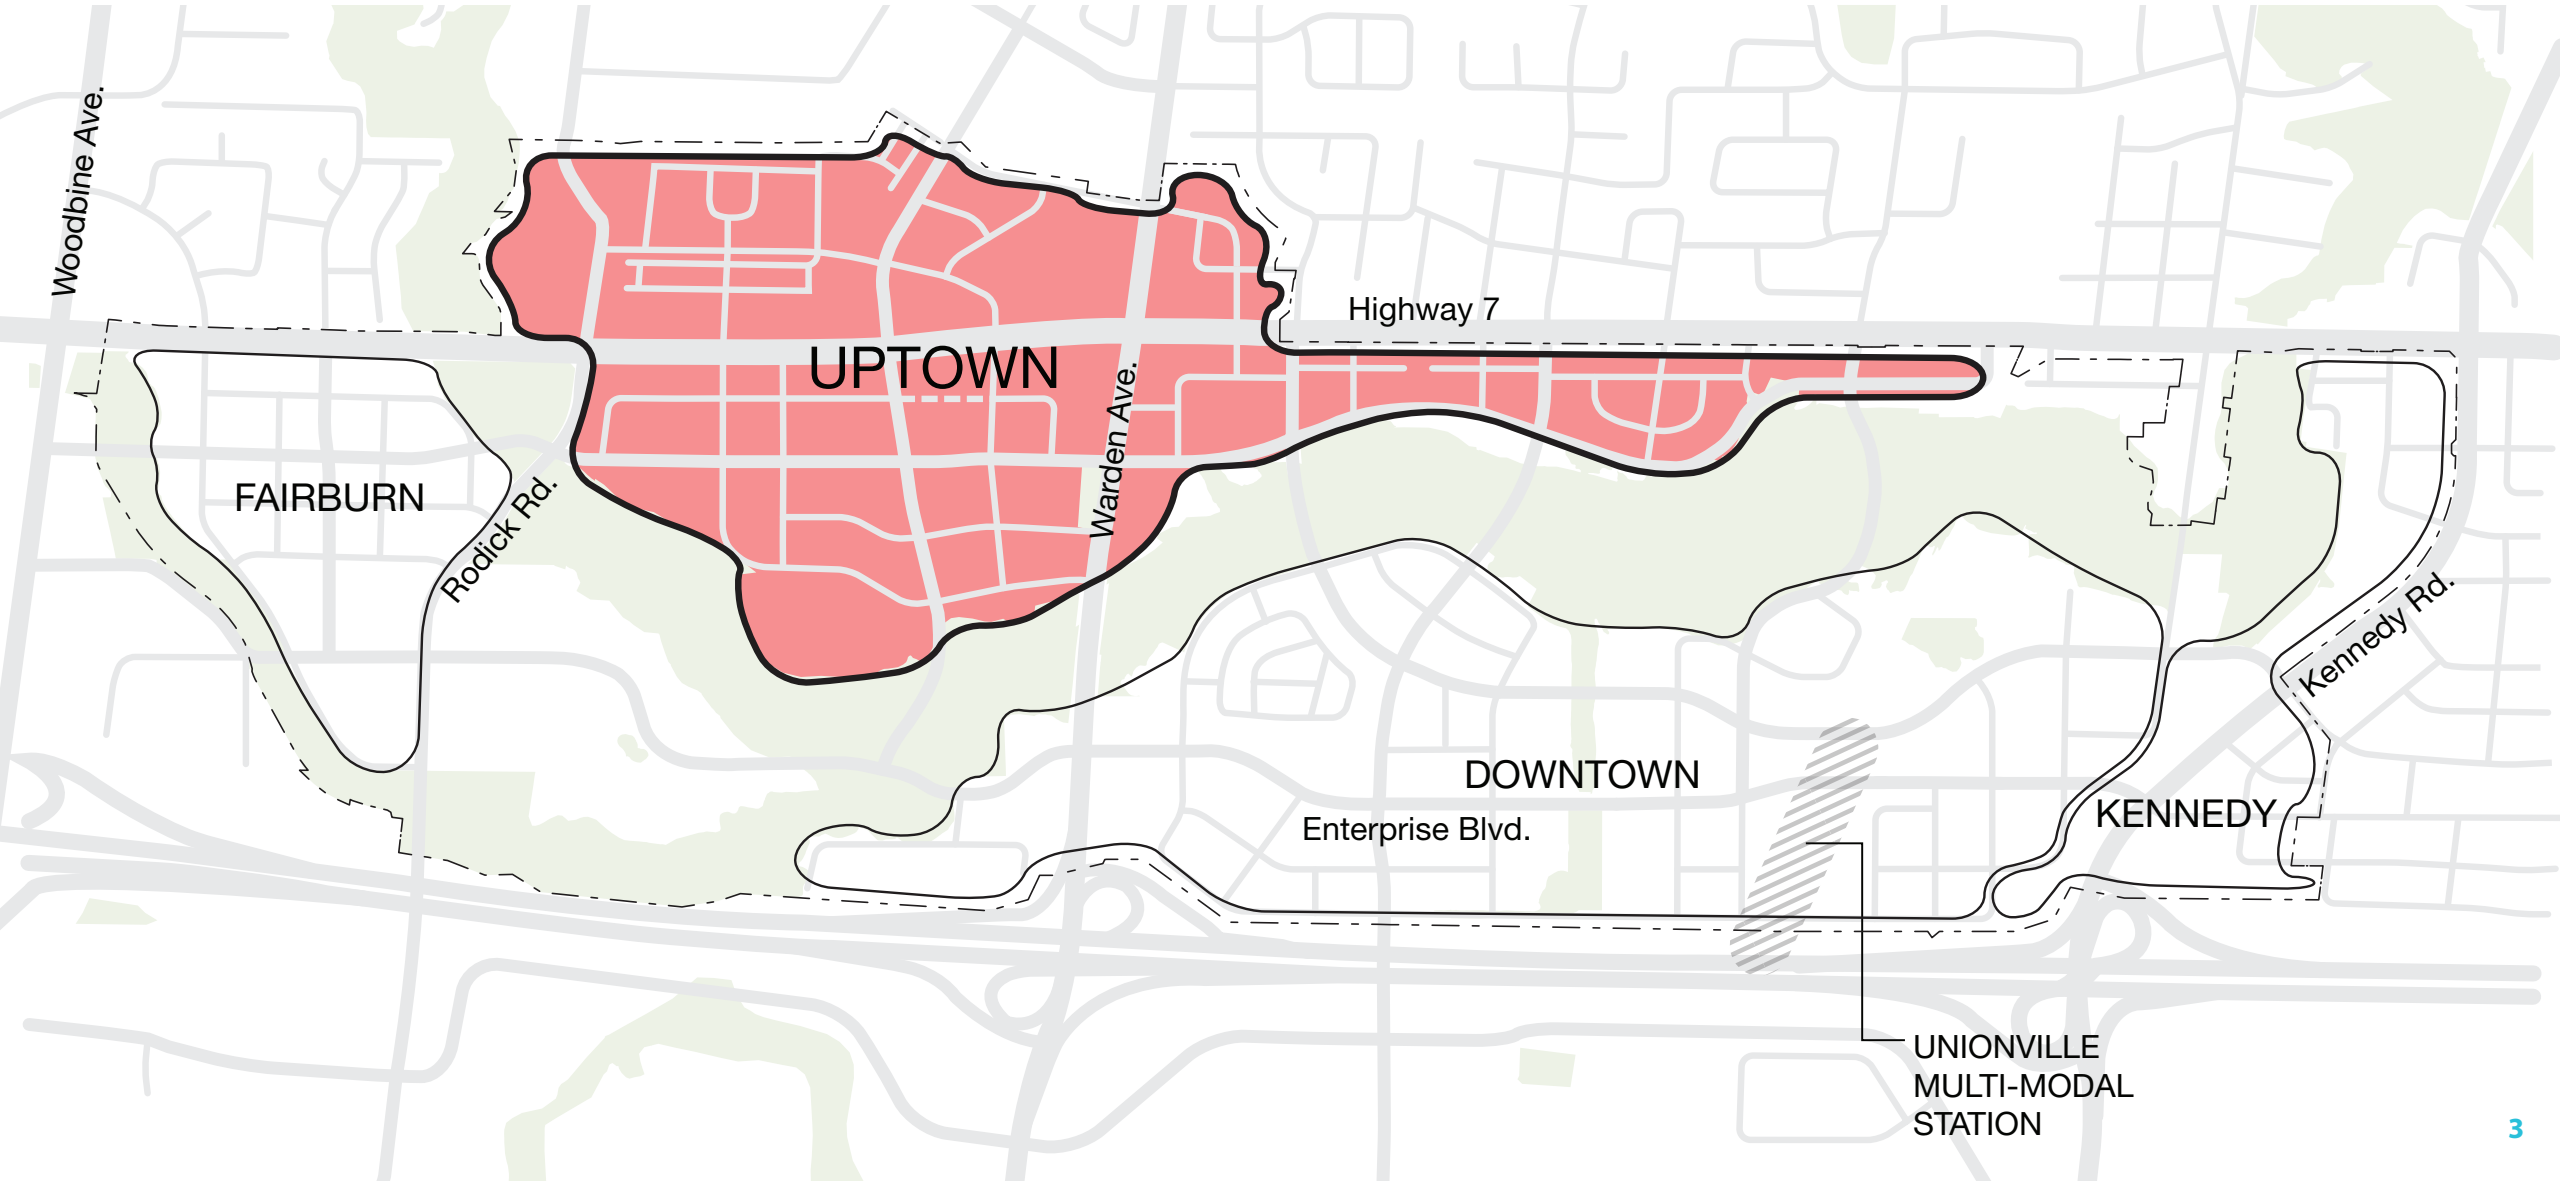 Woodbine Ave.
Highway 7
UPTOWN
Warden Ave.
FAIRBURN
Rodick Rd.
Kennedy Rd.
DOWNTOWN
Enterprise Blvd.
KENNEDY
UNIONVILLE
MULTI-MODAL
STATION
3